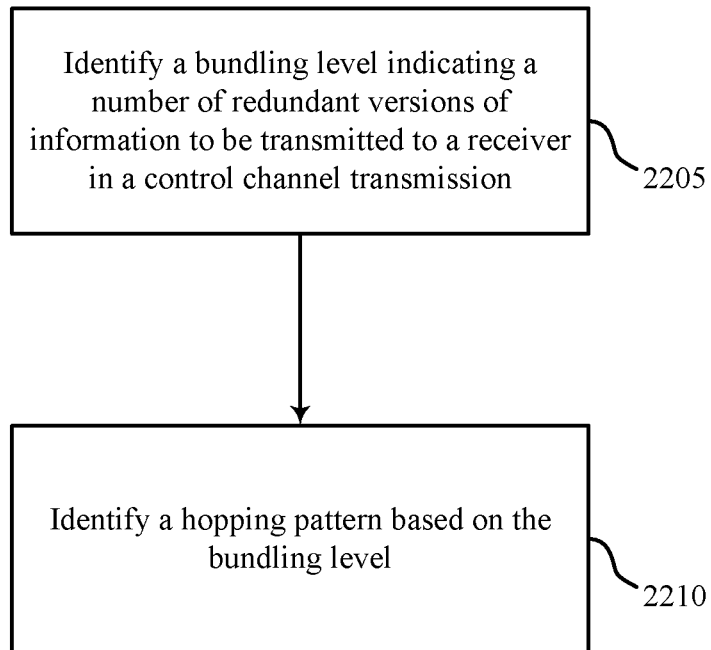 Identify a bundling level indicating a
number of redundant versions of
information to be transmitted to a receiver
in a control channel transmission
2205
Identify a hopping pattern based on the
bundling level
2210